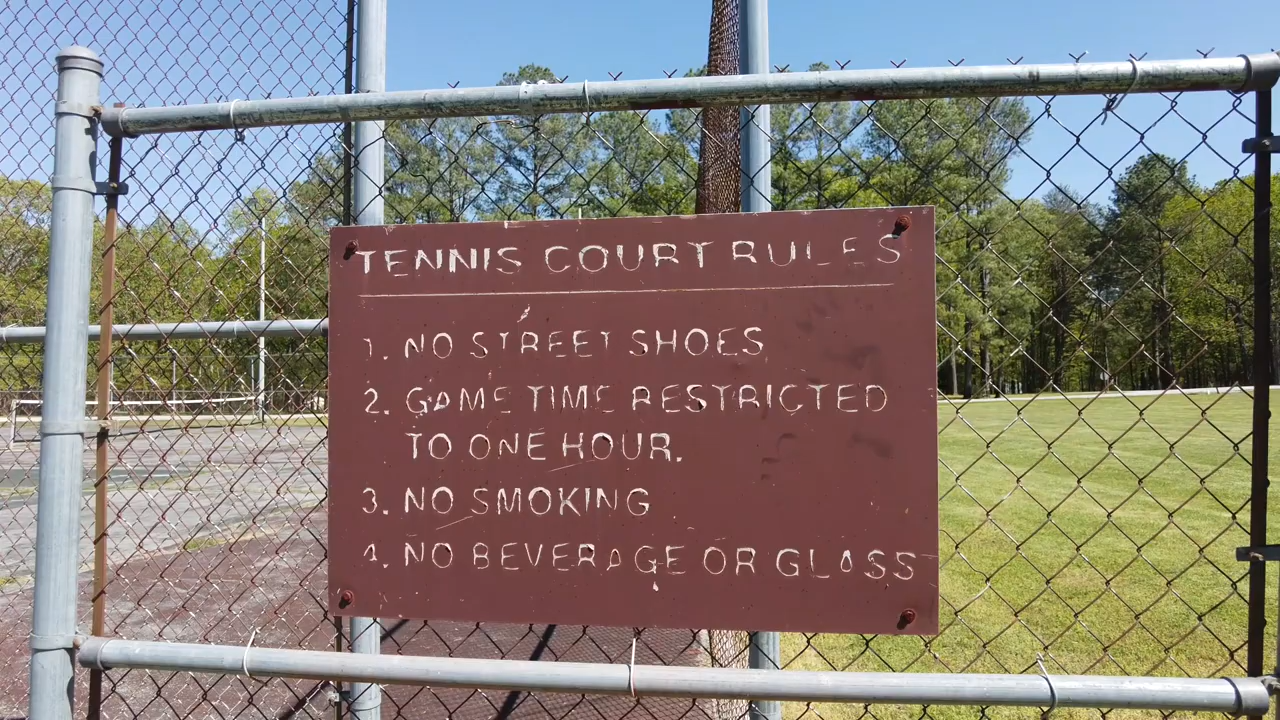 TENNIS COURT RULES
1. NO STREET SHOES
2. GAME TIME RESTRICTED
TO ONE HOUR.
3. NO SMOKING
4. NO BEVERAGE OR GLASS